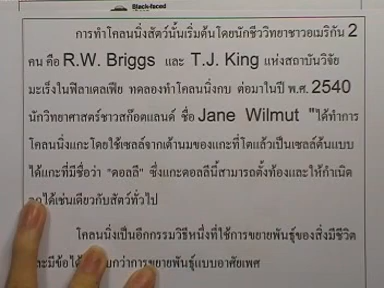 Black-faced
การทำโคลนนิ่งสัตว์นั้นเริ่มต้นโดยนักชีววิทยาชาวอเมริกัน 2
คน คือ R.W. Briggs และ T.J. King แห่งสถาบันวิจัย
มะเร็งในฟิลาเดลเฟีย ทดลองทำโคลนนิ่งกบ ต่อมาในปี พ.ศ. 2540
นักวิทยาศาสตร์ชาวสก๊อตแลนด์ ชื่อ Jane Wilmut "ได้ทำการ
โคลนนิ่งแกะโดยใช้เซลล์จากเต้านมของแกะที่โตแล้วเป็นเซลล์ต้นแบบ
ได้แกะที่มีชื่อว่า "ดอลลี" ซึ่งแกะดอลลีนี้สามารถตั้งท้องและให้กำเนิด
ลูกได้เช่นเดียวกับสัตว์ทั่วไป
โคลนนิ่งเป็นอีกกรรมวิธีหนึ่งที่ใช้การขยายพันธุ์ของสิ่งมีชีวิต
และมีข้อได้ กว่าการขยายพันธุ์แบบอาศัยเพศ